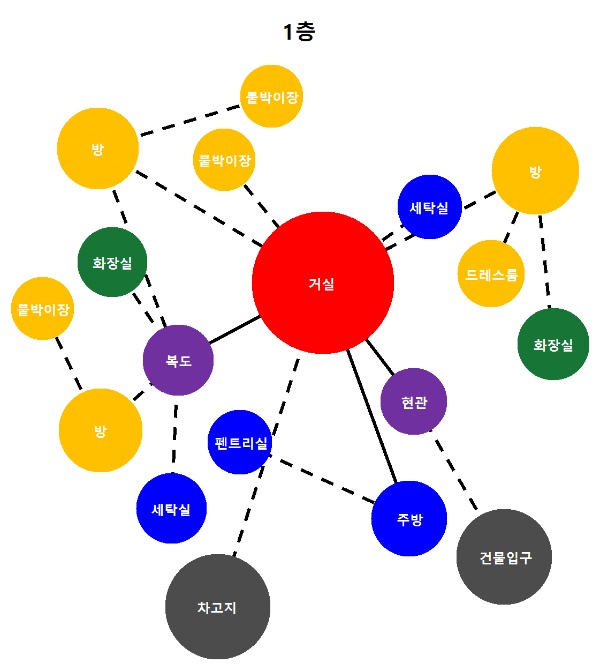 1층
붙박이장
방
붙박이장
방
세탁실
화장실
드레스룸
거실
붙박이장
화장실
복도
현관
방
펜트리실
세탁실
주방
건물입구
차고지